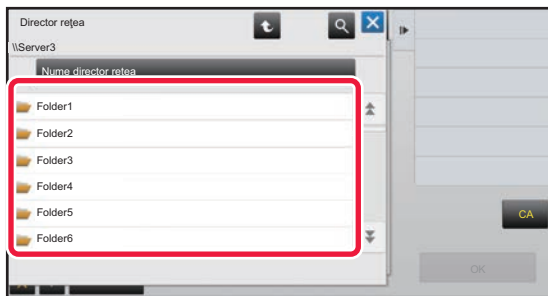 Director rețea
\\Server3
Nume director rețea
Folder1
Folder2
Folder3
Folder4
Folder5
Folder6
CA
OK